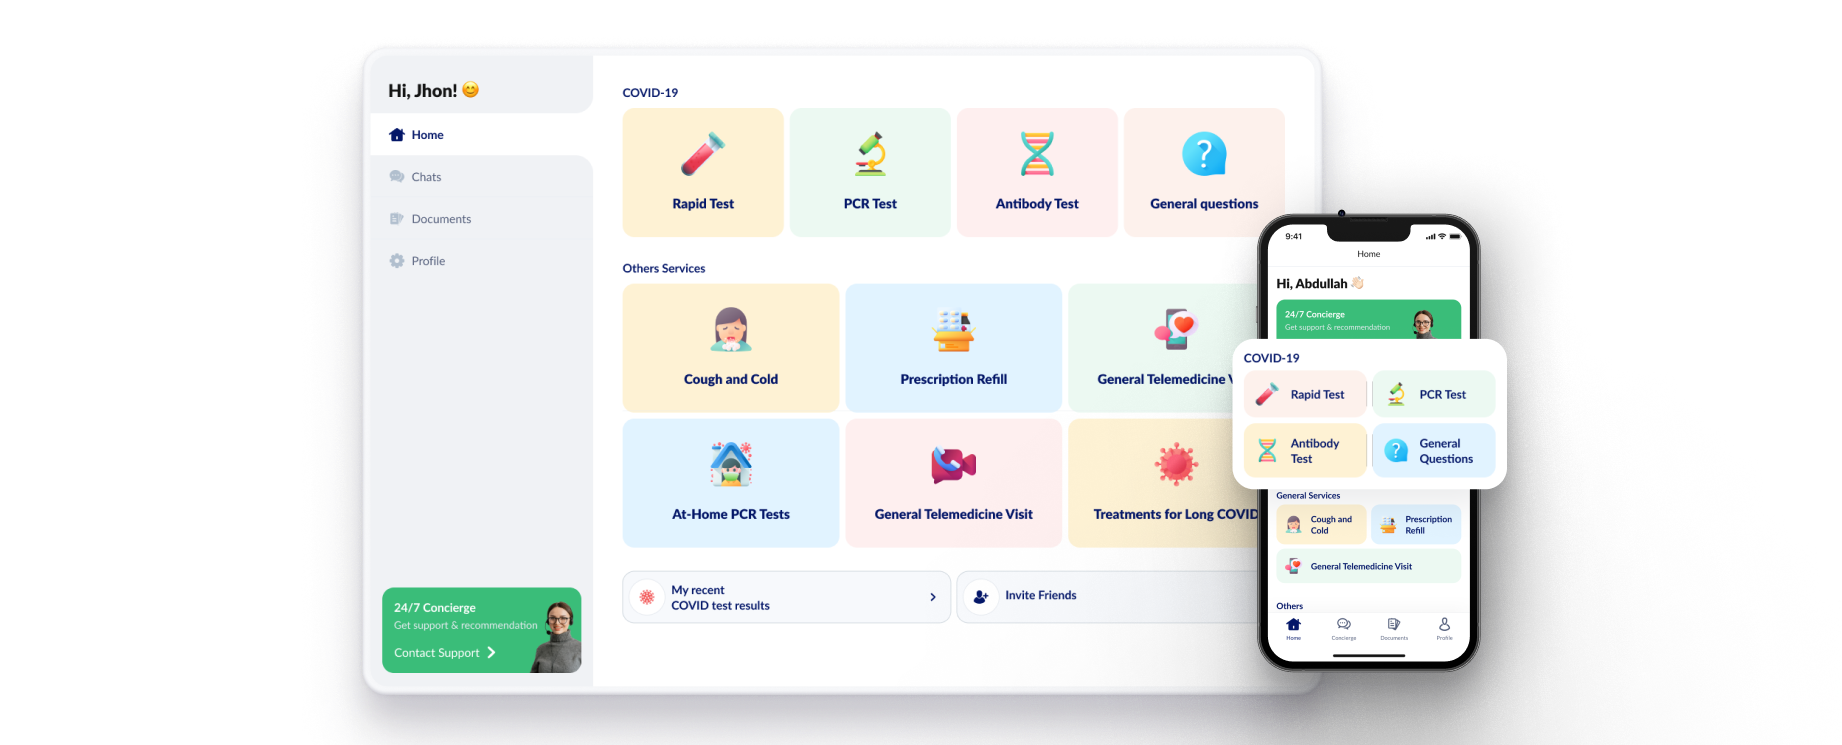 Hi, Jhon!
Home
Chats
Documents
Profile
24/7 Concierge
Get support & recommendation
Contact Support
COVID-19
Rapid Test
PCR Test
Antibody Test
General questions
Others Services
Cough and Cold
Prescription Refill
General Telemedicine V
At-Home PCR Tests
General Telemedicine Visit
Treatments for Long COVID
My recent
COVID test results
Invite Friends
9:41
Home
Hi, Abdullah
24/7 Concierge
Get support & recommendation
COVID-19
Rapid Test
PCR Test
Antibody
Test
General
Questions
General Services
Cough and
Cold
Prescription
Refill
General Telemedicine Visit
Others
Home
Concierge
Documents
Profile